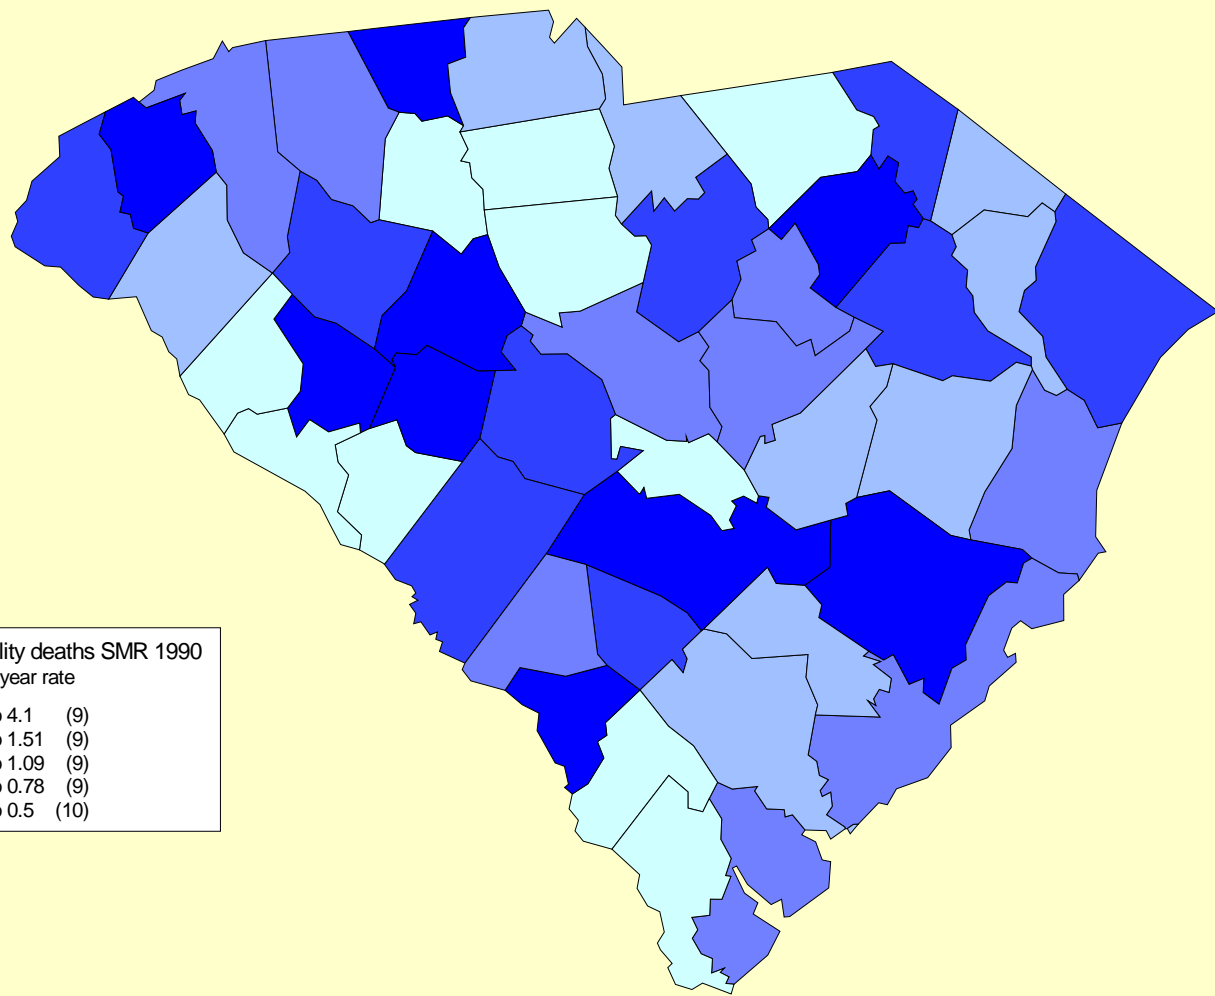 lity deaths SMR 1990
year rate
o 4.1 (9)
o 1.51 (9)
o 1.09 (9)
o 0.78 (9)
o 0.5 (10)